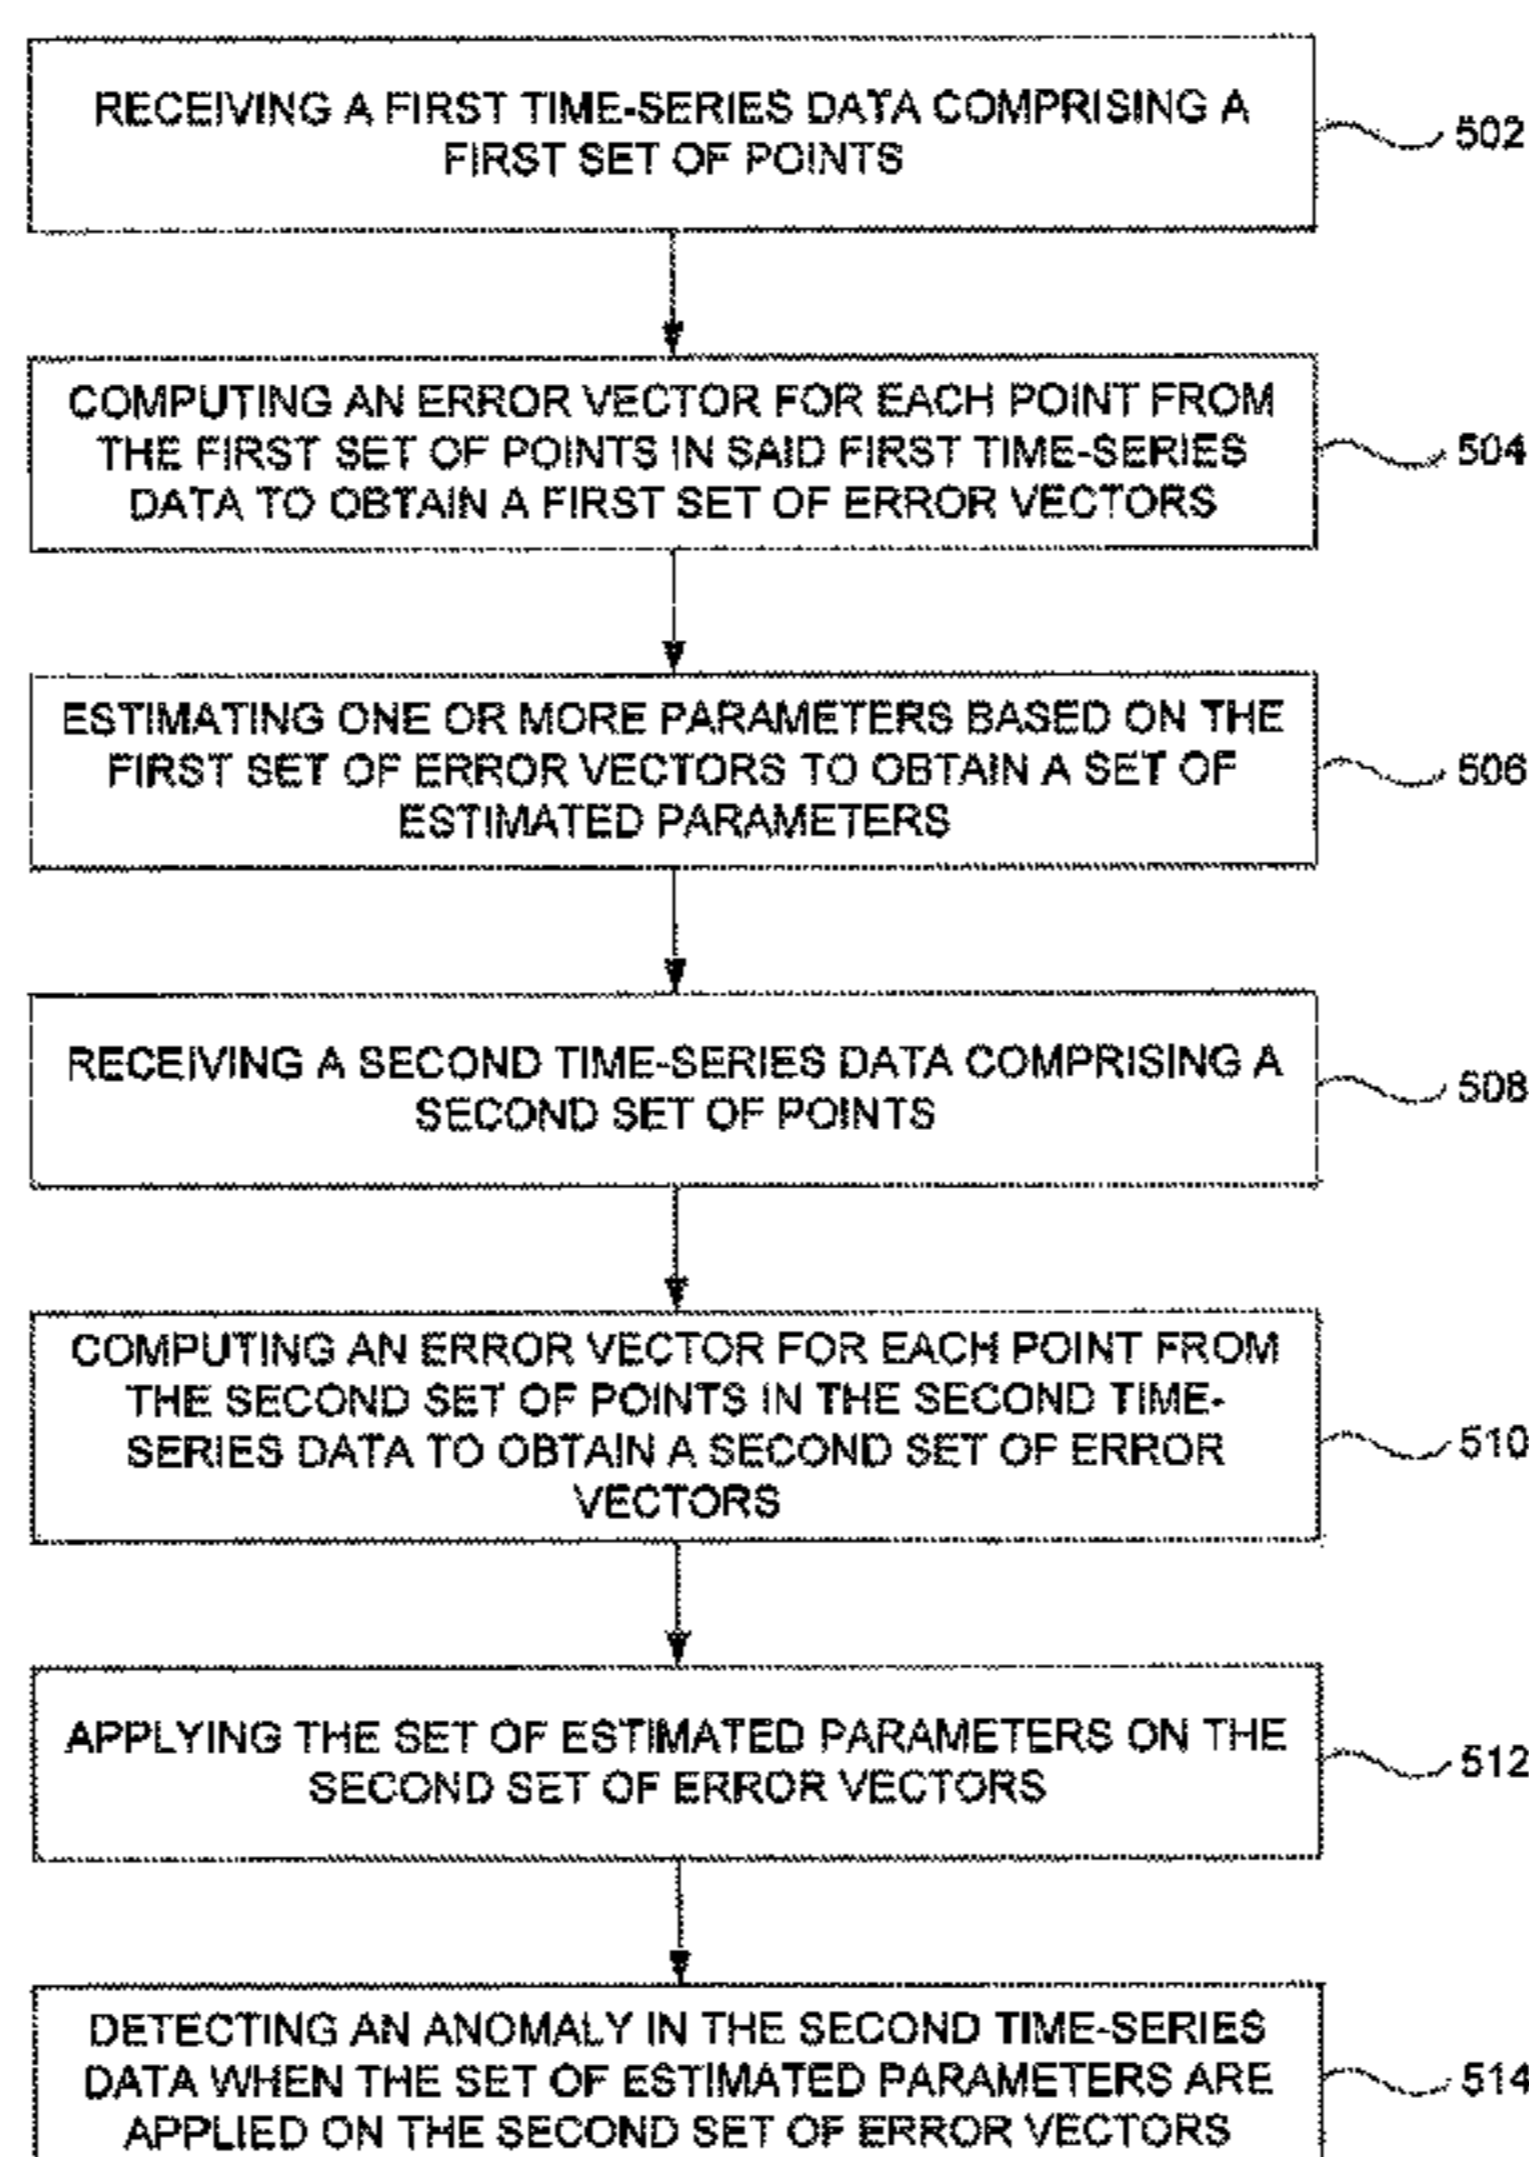 RECEIVING A FIRST TIME-SERIES DATA COMPRISING A
FIRST SET OF POINTS
502
COMPUTING AN ERROR VECTOR FOR EACH POINT FROM
THE FIRST SET OF POINTS IN SAID FIRST TIME-SERIES
DATA TO OBTAIN A FIRST SET OF ERROR VECTORS
504
ESTIMATING ONE OR MORE PARAMETERS BASED ON THE
FIRST SET OF ERROR VECTORS TO OBTAIN A SET OF
ESTIMATED PARAMETERS
506
RECEIVING A SECOND TIME-SERIES DATA COMPRISING A
SECOND SET OF POINTS
508
COMPUTING AN ERROR VECTOR FOR EACH POINT FROM
THE SECOND SET OF POINTS IN THE SECOND TIME-
SERIES DATA TO OBTAIN A SECOND SET OF ERROR
VECTORS
510
APPLYING THE SET OF ESTIMATED PARAMETERS ON THE
SECOND SET OF ERROR VECTORS
512
DETECTING AN ANOMALY IN THE SECOND TIME-SERIES
DATA WHEN THE SET OF ESTIMATED PARAMETERS ARE
APPLIED ON THE SECOND SET OF ERROR VECTORS
514